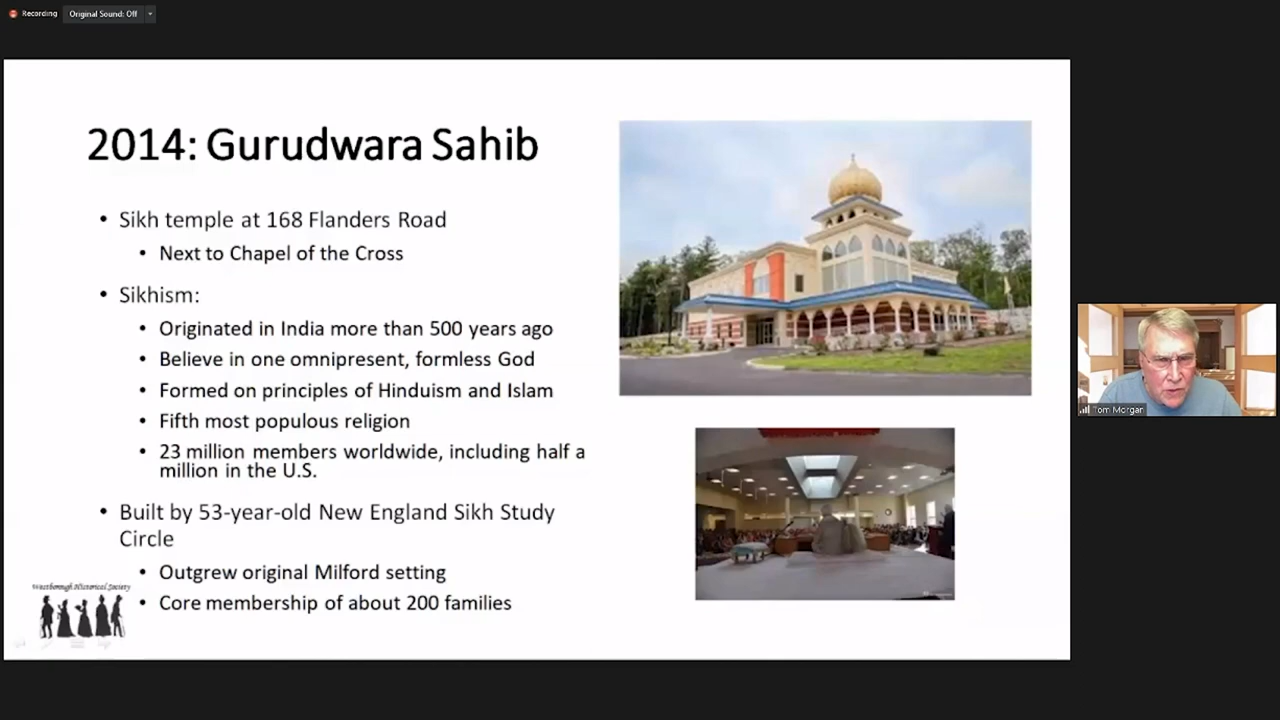 Recording Original Sound: Off
2014: Gurudwara Sahib
• Sikh temple at 168 Flanders Road
• Next to Chapel of the Cross
• Sikhism:
• Originated in India more than 500 years ago
• Believe in one omnipresent, formless God
• Formed on principles of Hinduism and Islam
• Fifth most populous religion
• 23 million members worldwide, including half a
million in the U.S.
• Built by 53-year-old New England Sikh Study
Circle
• Outgrew original Milford setting
• Core membership of about 200 families
Westborough Historical Society
Tom Morgan